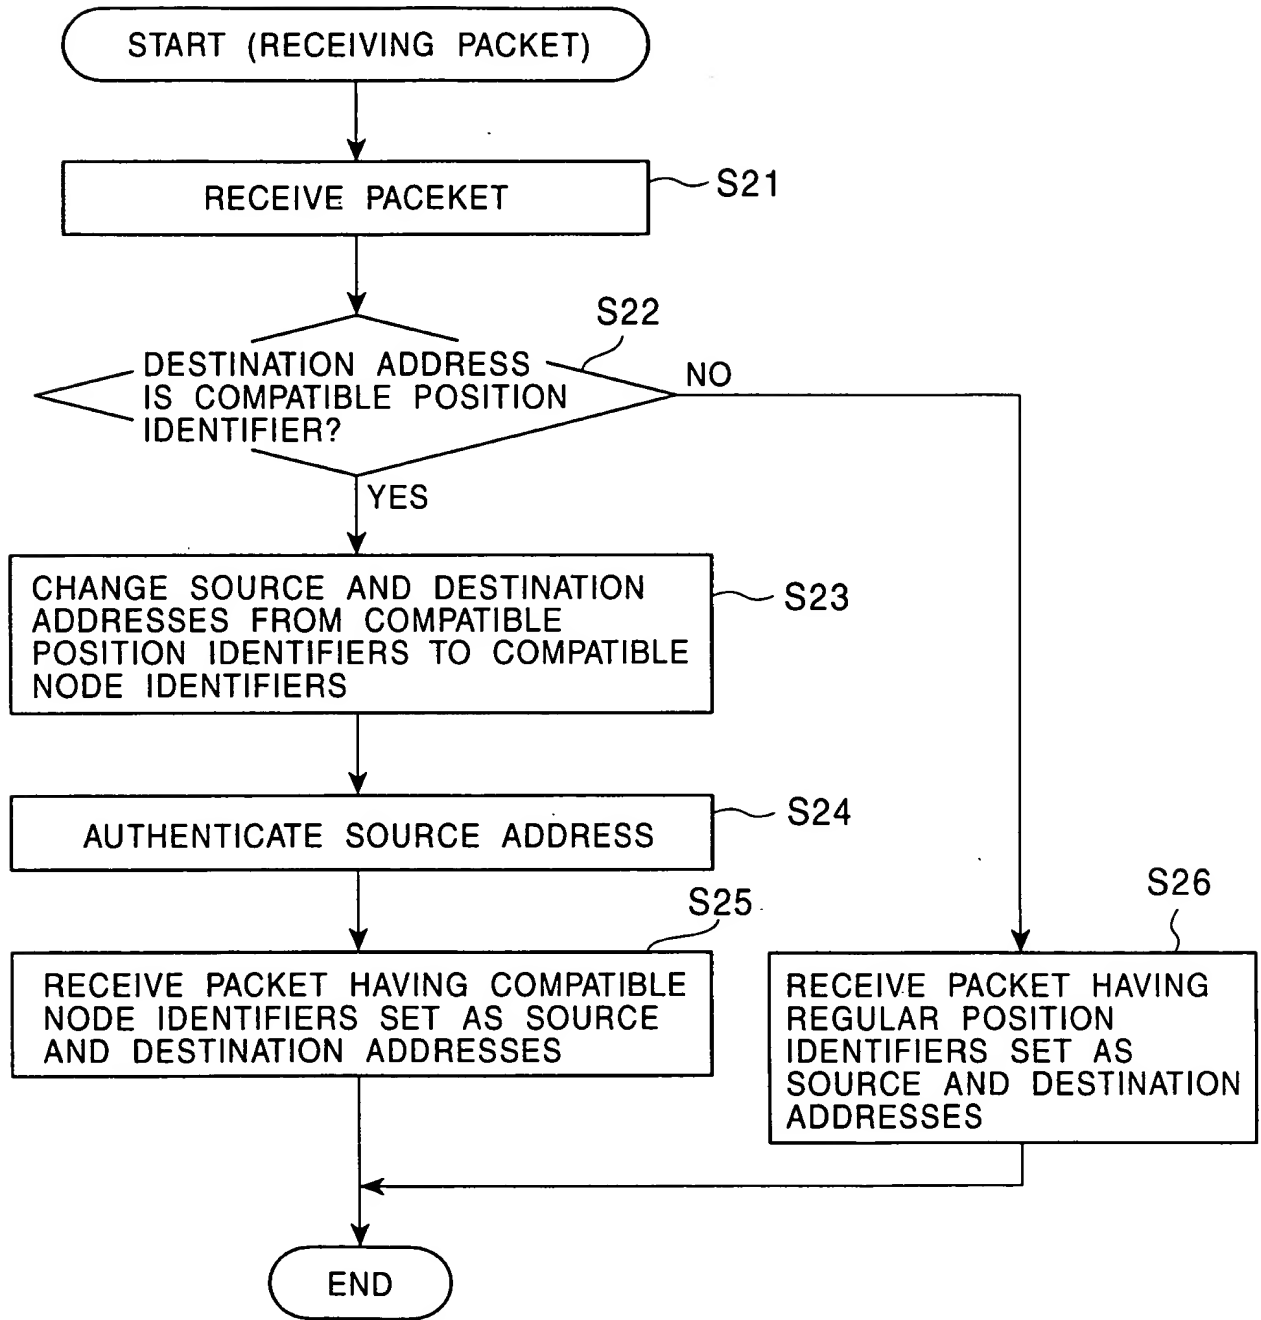 START (RECEIVING PACKET)
RECEIVE PACEKET
S21
S22
DESTINATION ADDRESS
IS COMPATIBLE POSITION
IDENTIFIER?
NO
YES
CHANGE SOURCE AND DESTINATION
ADDRESSES FROM COMPATIBLE
POSITION IDENTIFIERS TO COMPATIBLE
NODE IDENTIFIERS
S23
AUTHENTICATE SOURCE ADDRESS
S24
S25
RECEIVE PACKET HAVING COMPATIBLE
NODE IDENTIFIERS SET AS SOURCE
AND DESTINATION ADDRESSES
S26
RECEIVE PACKET HAVING
REGULAR POSITION
IDENTIFIERS SET AS
SOURCE AND DESTINATION
ADDRESSES
END